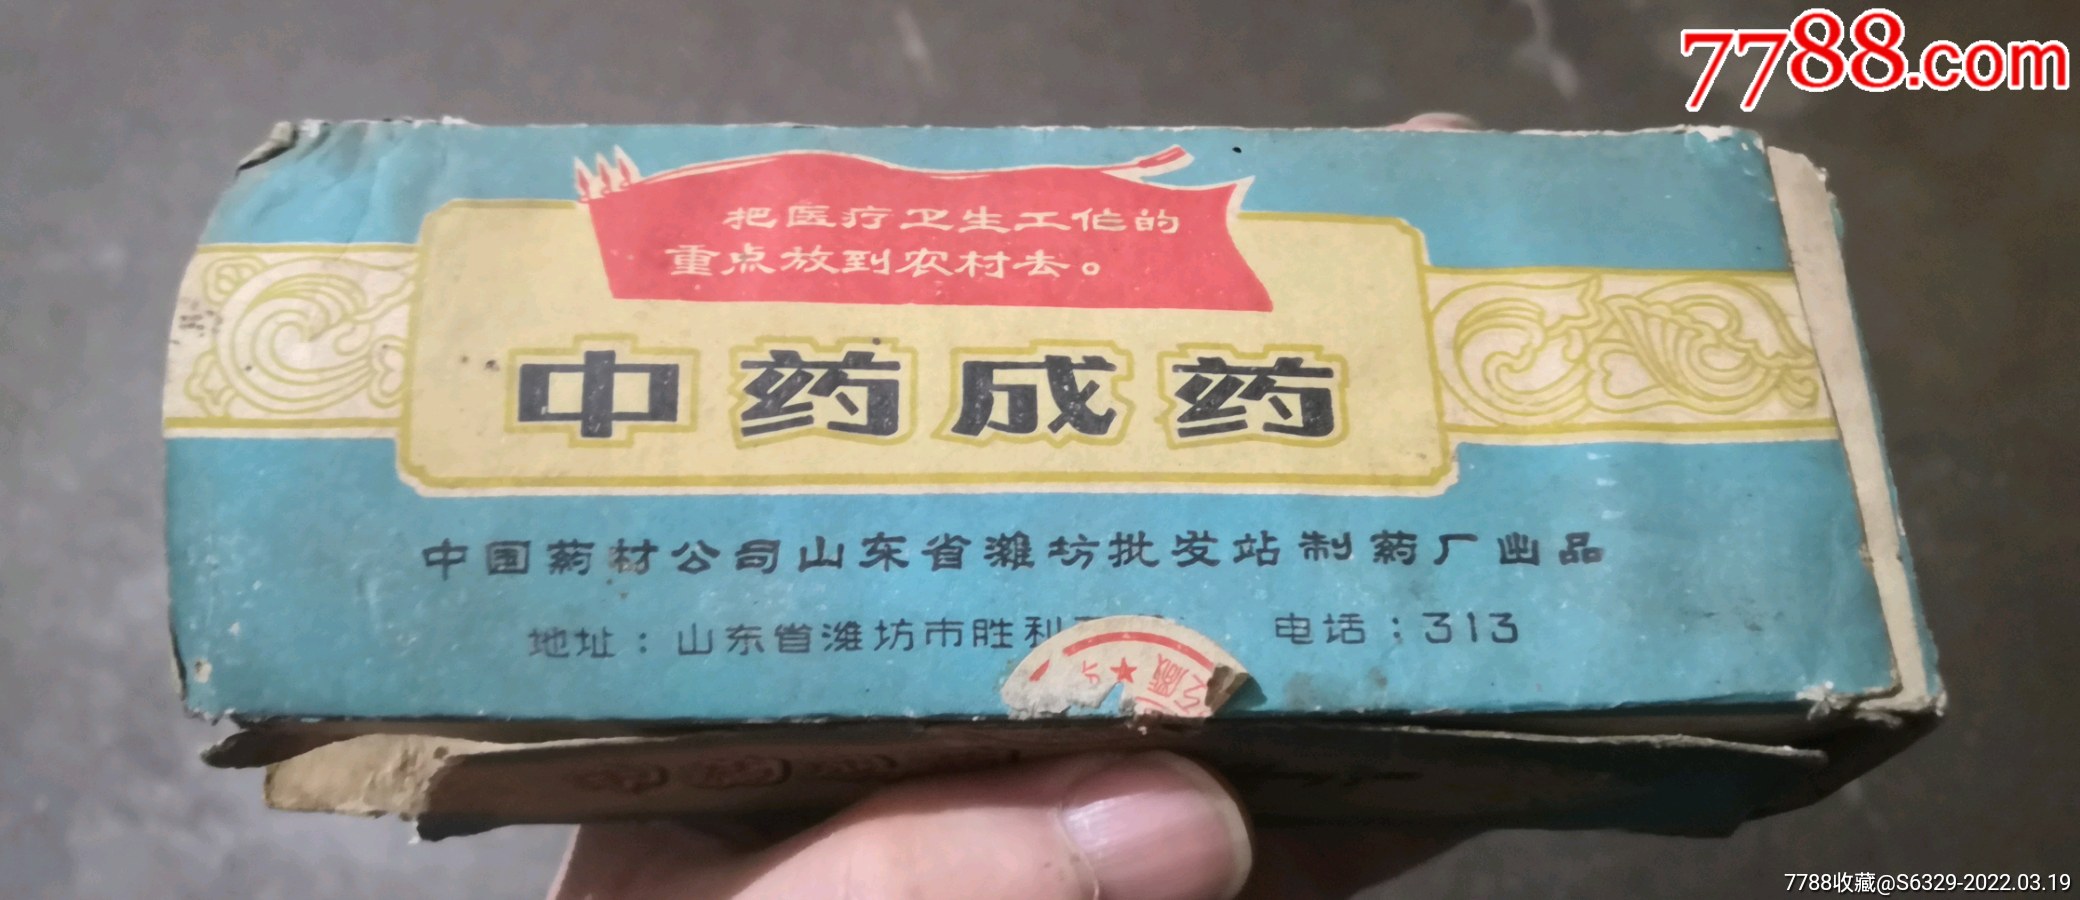 7788.com
把医疗卫生工作的
重点放到农村去。
中药成药
中国药材公司山东省潍坊批发站制药厂出品
地址：山东省潍坊市胜利
电话：313
7788收藏@S6329-2022.03.19